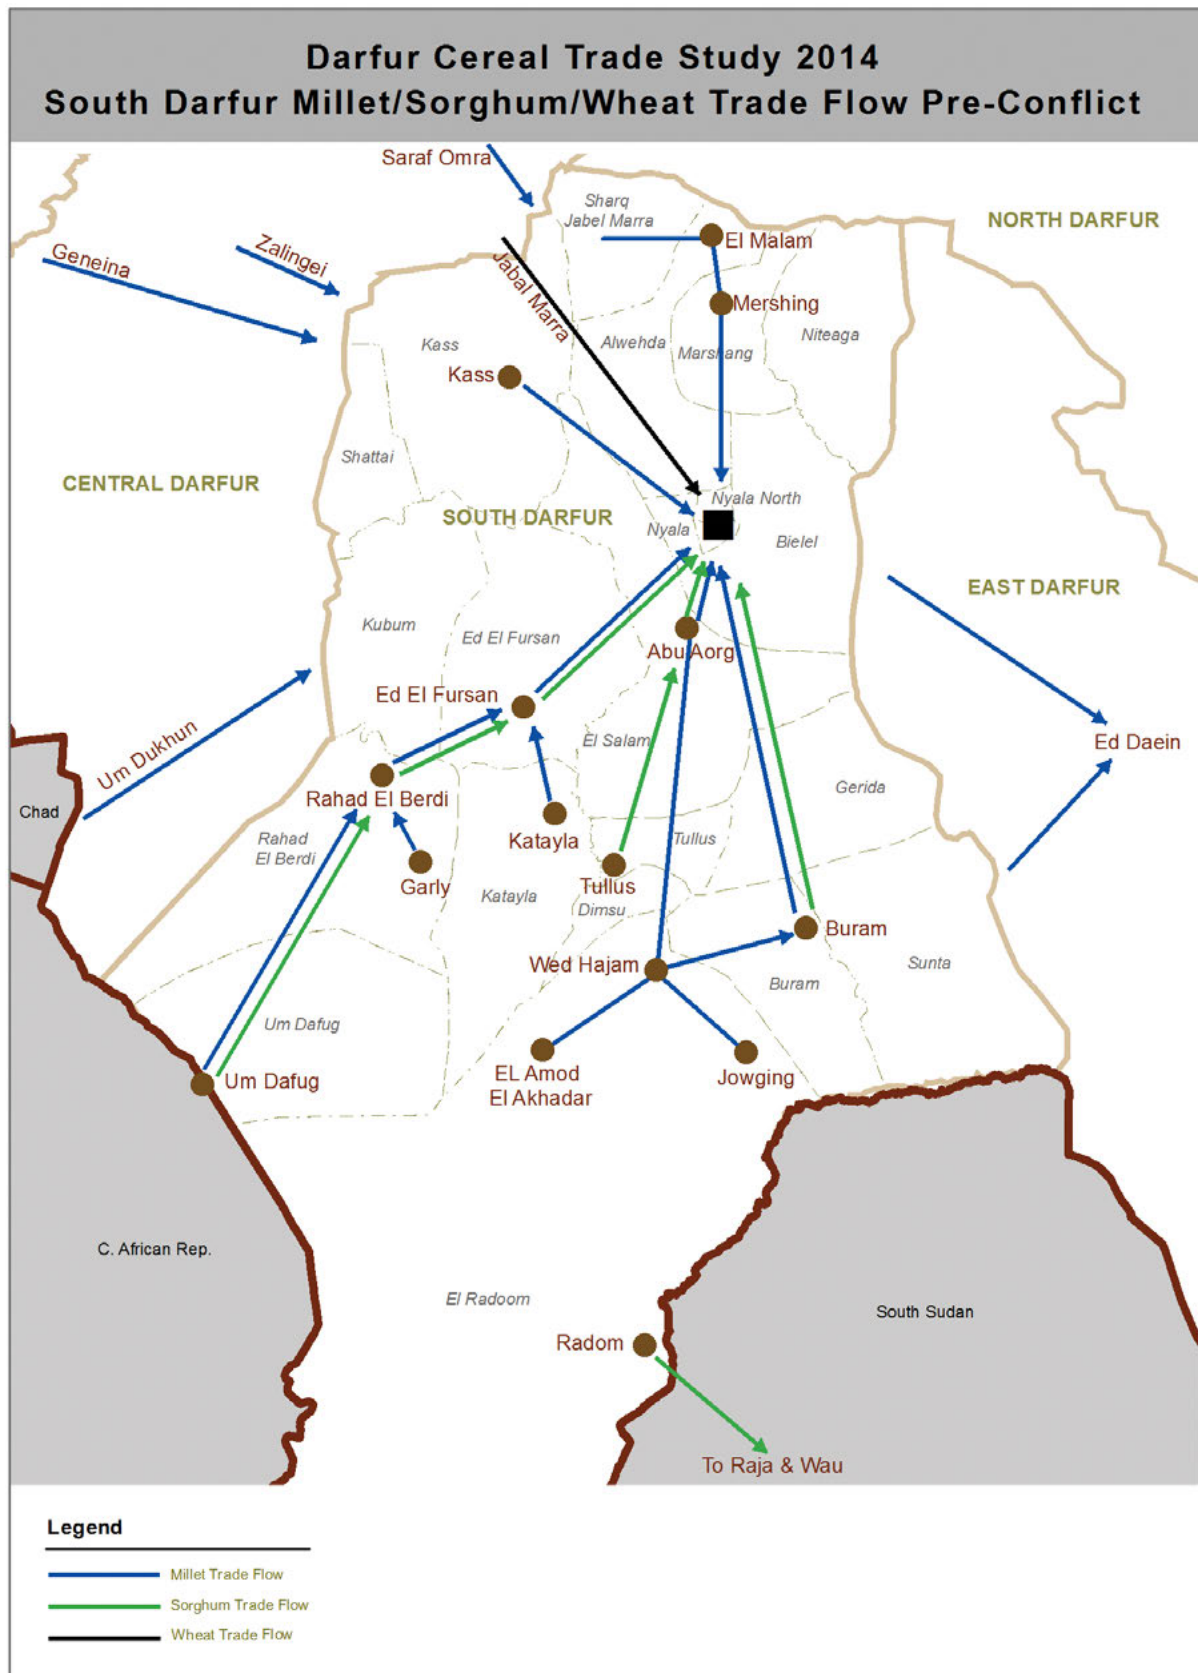 Darfur Cereal Trade Study 2014
South Darfur Millet/Sorghum/Wheat Trade Flow Pre-Conflict
Saraf Omra
Sharq
Jabel Marra
NORTH DARFUR
El Malam
Geneina
Zalingei
Jabal Marra
Mershing
Kass
Alwehda
Marshang
Niteaga
Kass
Shattai
CENTRAL DARFUR
SOUTH DARFUR
Nyala North
Nyala
Bielel
EAST DARFUR
Kubum
Ed El Fursan
Abu Aorg
Ed El Fursan
El Salam
Ed Daein
Um Dukhun
Chad
Rahad El Berdi
Gerida
Rahad
El Berdi
Katayla
Tullus
Garly
Katayla
Tullus
Dimsu
Buram
Wed Hajam
Buram
Sunta
Um Dafug
Um Dafug
EL Amod
El Akhadar
Jowging
C. African Rep.
El Radoom
South Sudan
Radom
To Raja & Wau
Legend
Millet Trade Flow
Sorghum Trade Flow
Wheat Trade Flow